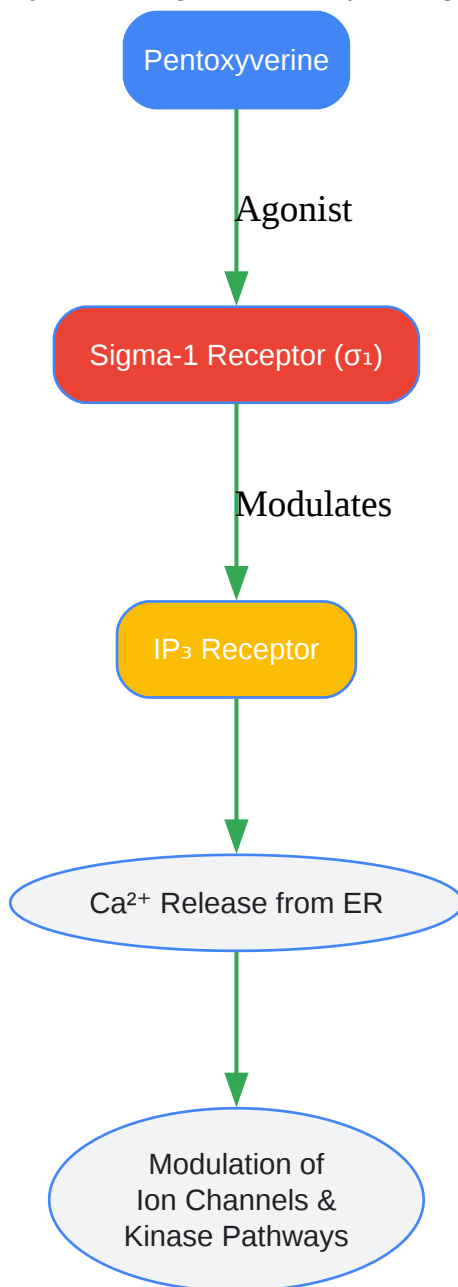 Pentoxyverine
Agonist
Sigma-1 Receptor (σ₁)
Modulates
IP₃ Receptor
Ca²⁺ Release from ER
Modulation of
Ion Channels &
Kinase Pathways